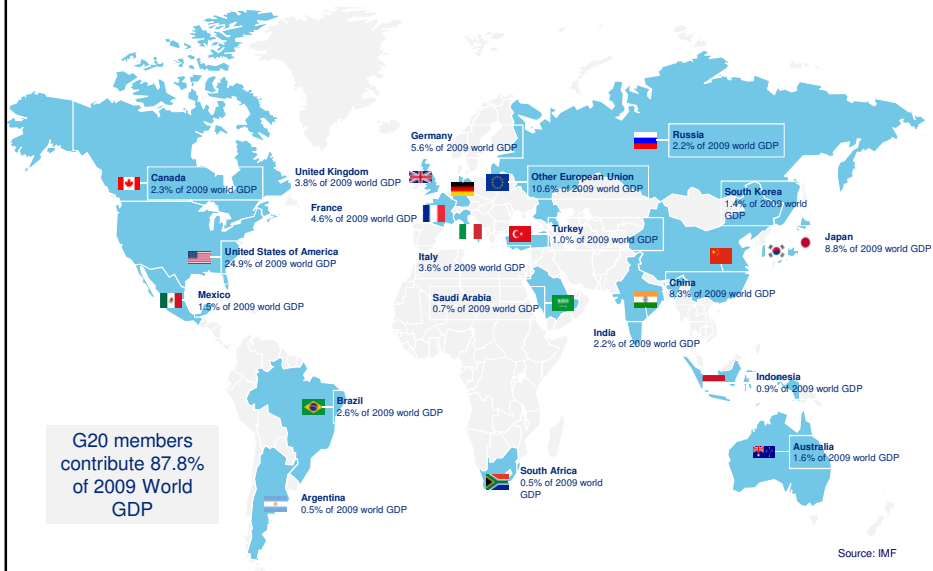 Germany
5.6% of 2009 world GDP
Russia
2.2% of 2009 world GDP
United Kingdom
3.8% of 2009 world GDP
Canada
2.3% of 2009 world GDP
Other European Union
10.6% of 2009 world GDP
South Korea
1.4% of 2009 world
GDP
France
4.6% of 2009 world GDP
Turkey
1.0% of 2009 world GDP
Japan
8.8% of 2009 world GDP
United States of America
24.9% of 2009 world GDP
Italy
3.6% of 2009 world GDP
China
8.3% of 2009 world GDP
Mexico
1.5% of 2009 world GDP
Saudi Arabia
0.7% of 2009 world GDP
India
2.2% of 2009 world GDP
Indonesia
0.9% of 2009 world GDP
Brazil
2.6% of 2009 world GDP
G20 members
contribute 87.8%
of 2009 World
GDP
Australia
1.6% of 2009 world GDP
South Africa
0.5% of 2009 world
GDP
Argentina
0.5% of 2009 world GDP
Source: IMF